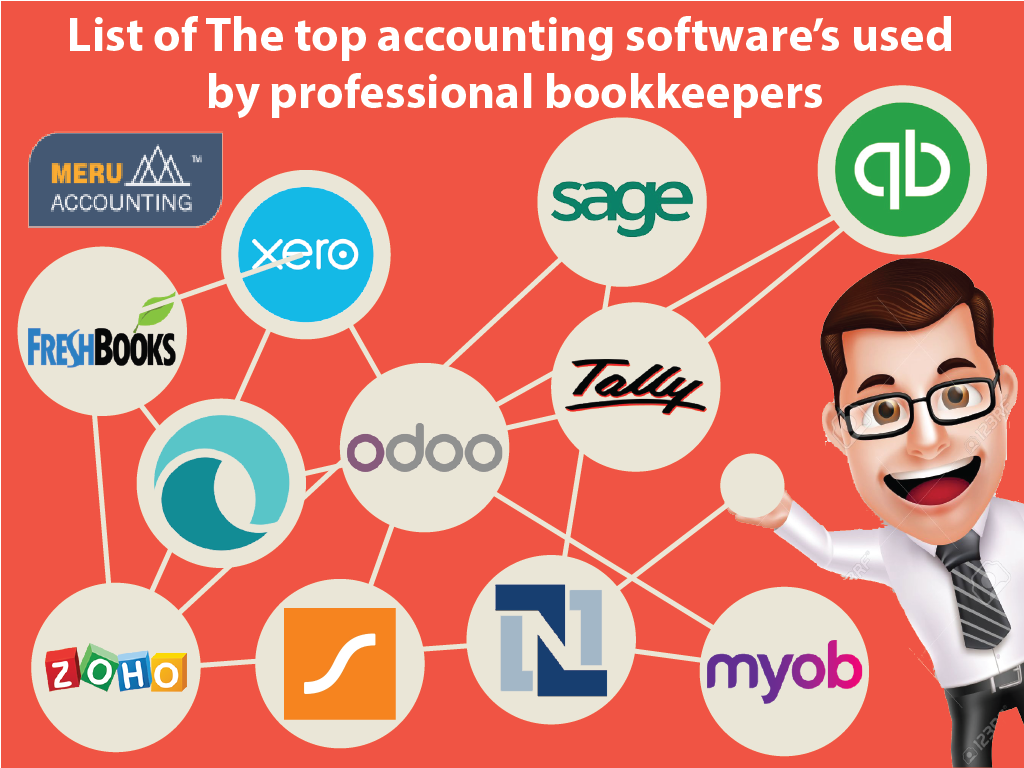 List of The top accounting software's used
by professional bookkeepers
MERU
TM
ACCOUNTING
xero
sage
qb
FRESHBOOKS
Tally
odoo
ZOHO
N
myob